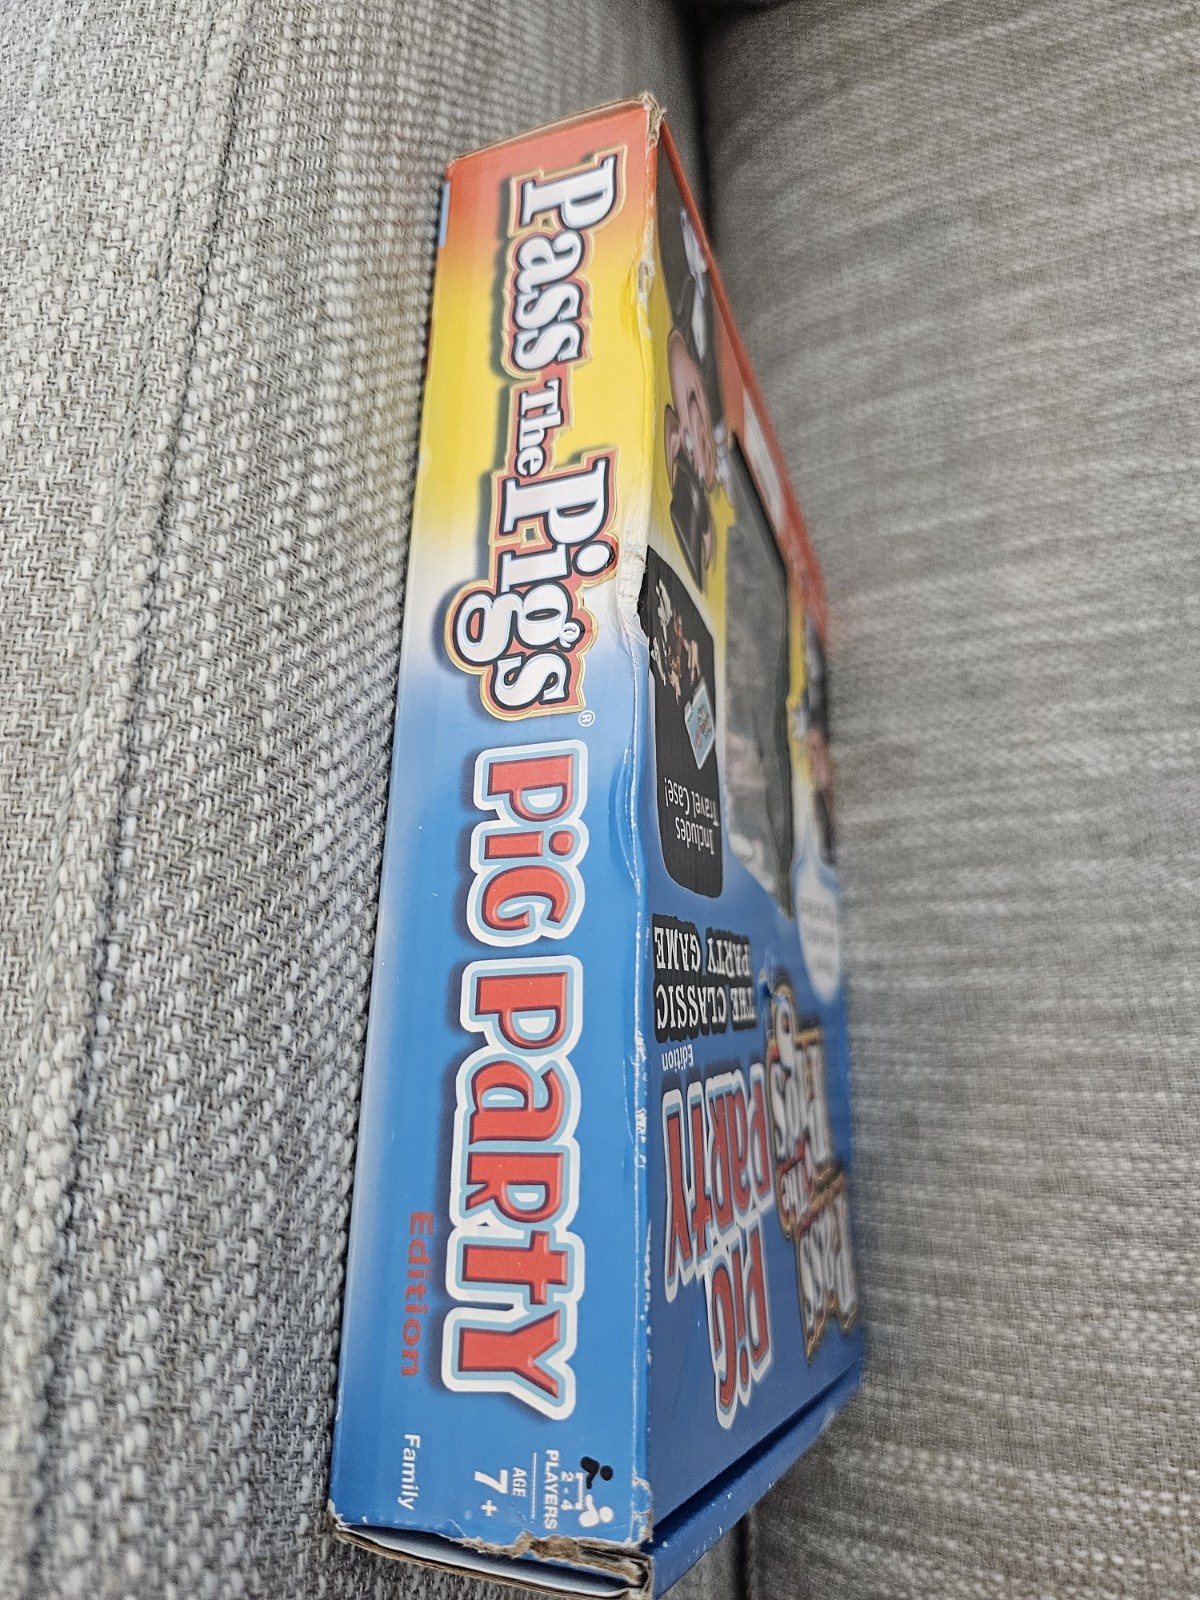 Pass The Pigs®
PiG PaRtY
Edition
Family
2 - 4
PLAYERS
AGE
7+
Pass The Pigs
PiG
PaRtY
Edition
THE CLASSIC
PARTY GAME
Includes
Travel Case!